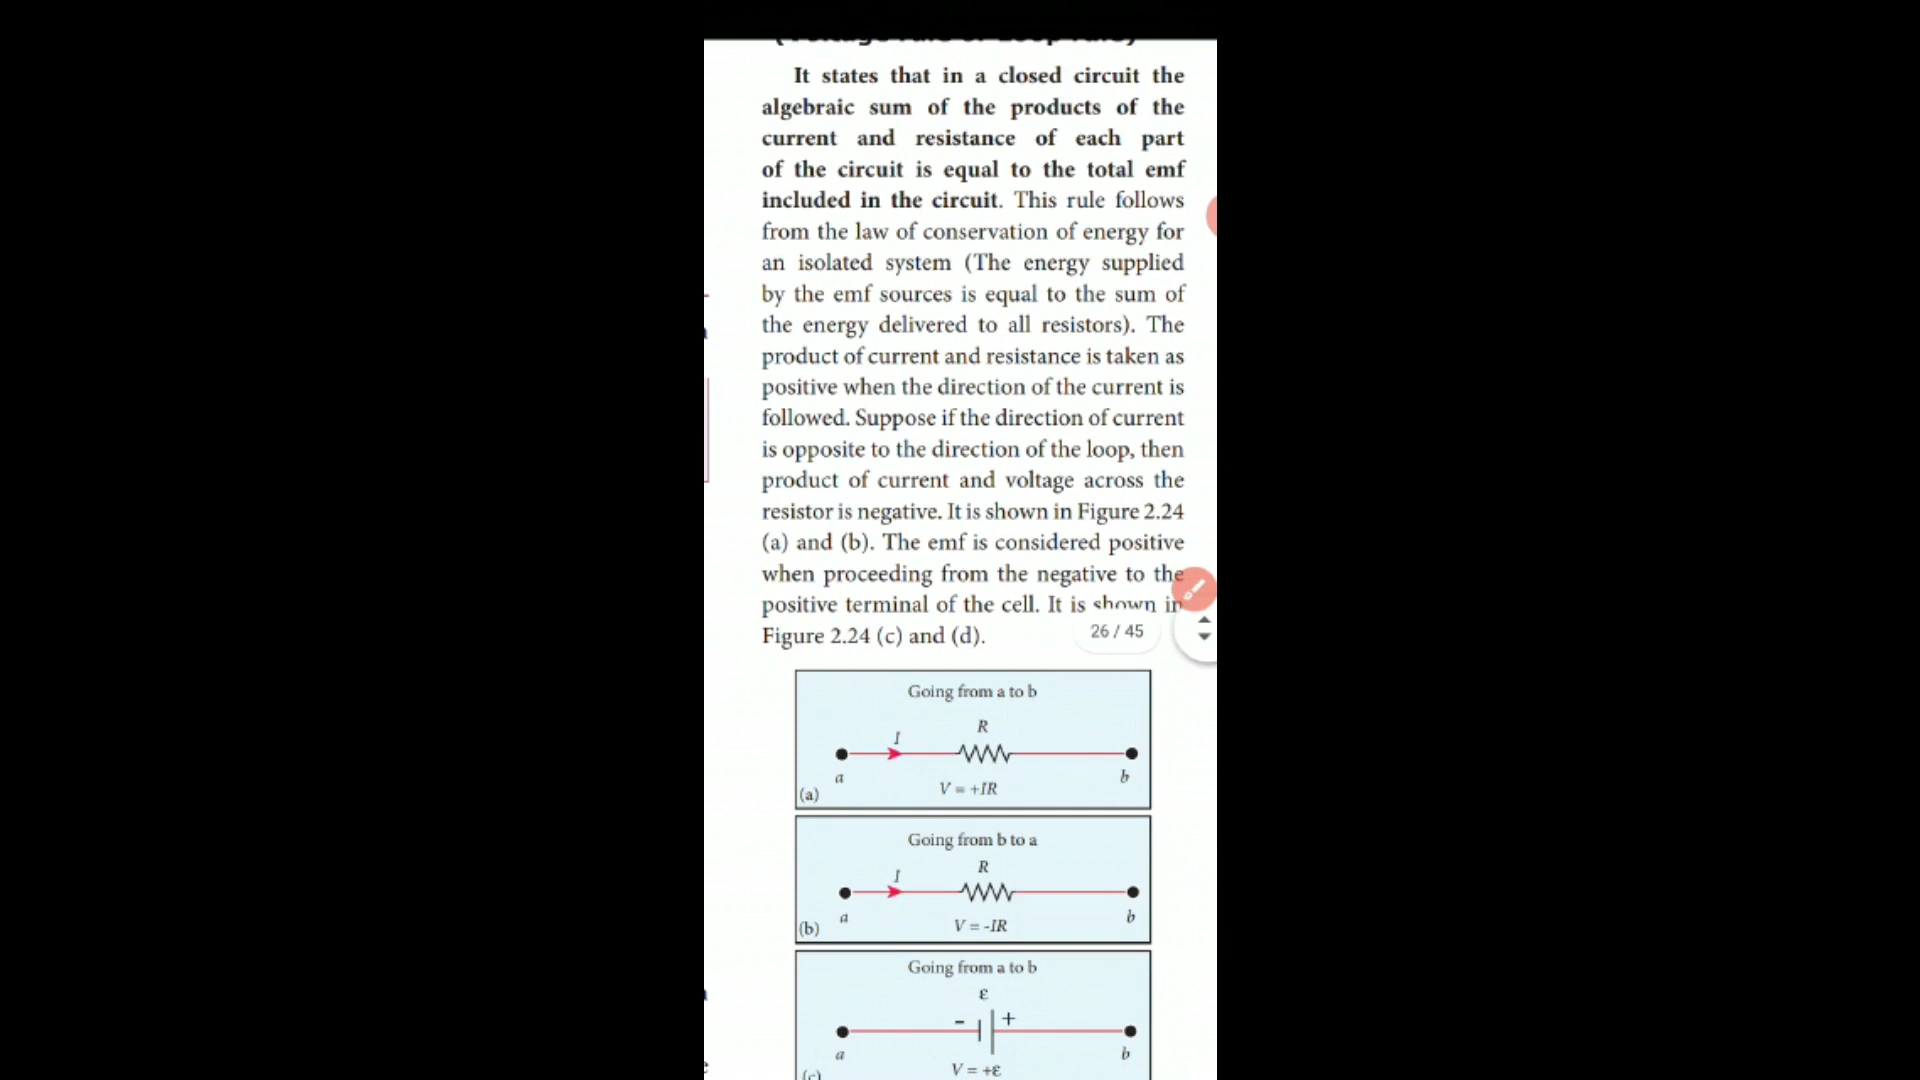 It states that in a closed circuit the
algebraic sum of the products of the
current and resistance of each part
of the circuit is equal to the total emf
included in the circuit. This rule follows
from the law of conservation of energy for
an isolated system (The energy supplied
by the emf sources is equal to the sum of
the energy delivered to all resistors). The
product of current and resistance is taken as
positive when the direction of the current is
followed. Suppose if the direction of current
is opposite to the direction of the loop, then
product of current and voltage across the
resistor is negative. It is shown in Figure 2.24
(a) and (b). The emf is considered positive
when proceeding from the negative to the
positive terminal of the cell. It is shown in
Figure 2.24 (c) and (d).
26 / 45
Going from a to b
R
I
a
b
V = +IR
(a)
Going from b to a
R
I
a
b
V = -IR
(b)
Going from a to b
ε
- +
a
b
V = +ε
(c)